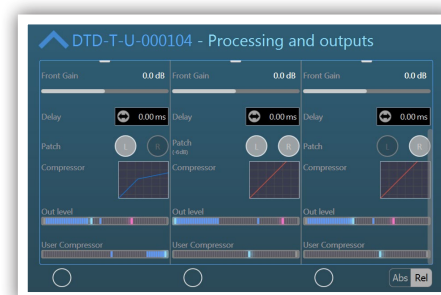 DTD-T-U-000104 - Processing and outputs
Front Gain 0.0 dB Front Gain 0.0 dB Front Gain 0.0 dB
Delay 0.00 ms Delay 0.00 ms Delay 0.00 ms
Patch L R Patch L R Patch L R
(-6dB)
Compressor Compressor Compressor
Out level Out level Out level
User Compressor User Compressor User Compressor
Abs Rel